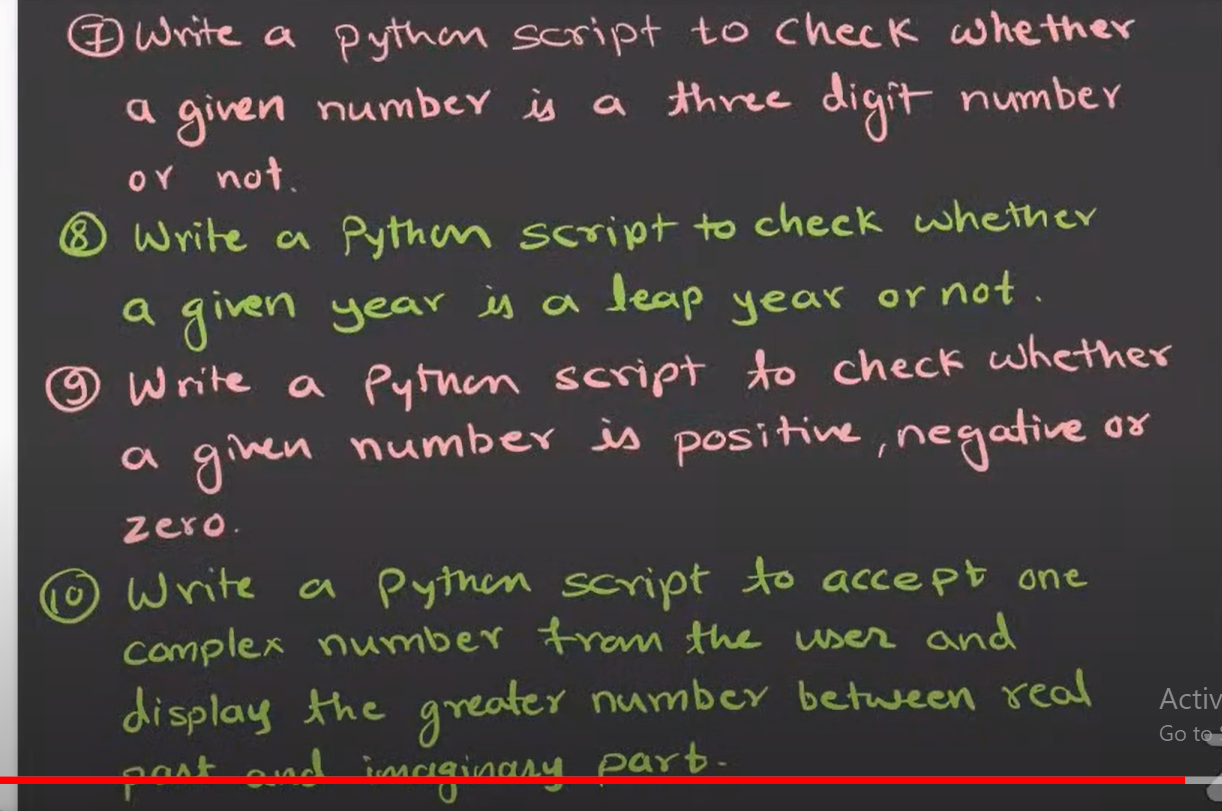 ⑦ Write a python script to check whether
a given number is a three digit number
or not.
⑧ Write a Python script to check whether
a given year is a leap year or not.
⑨ Write a Python script to check whether
a given number is positive, negative or
zero.
⑩ Write a Python script to accept one
complex number from the user and
display the greater number between real
part and imaginary part.
Activ
Go to